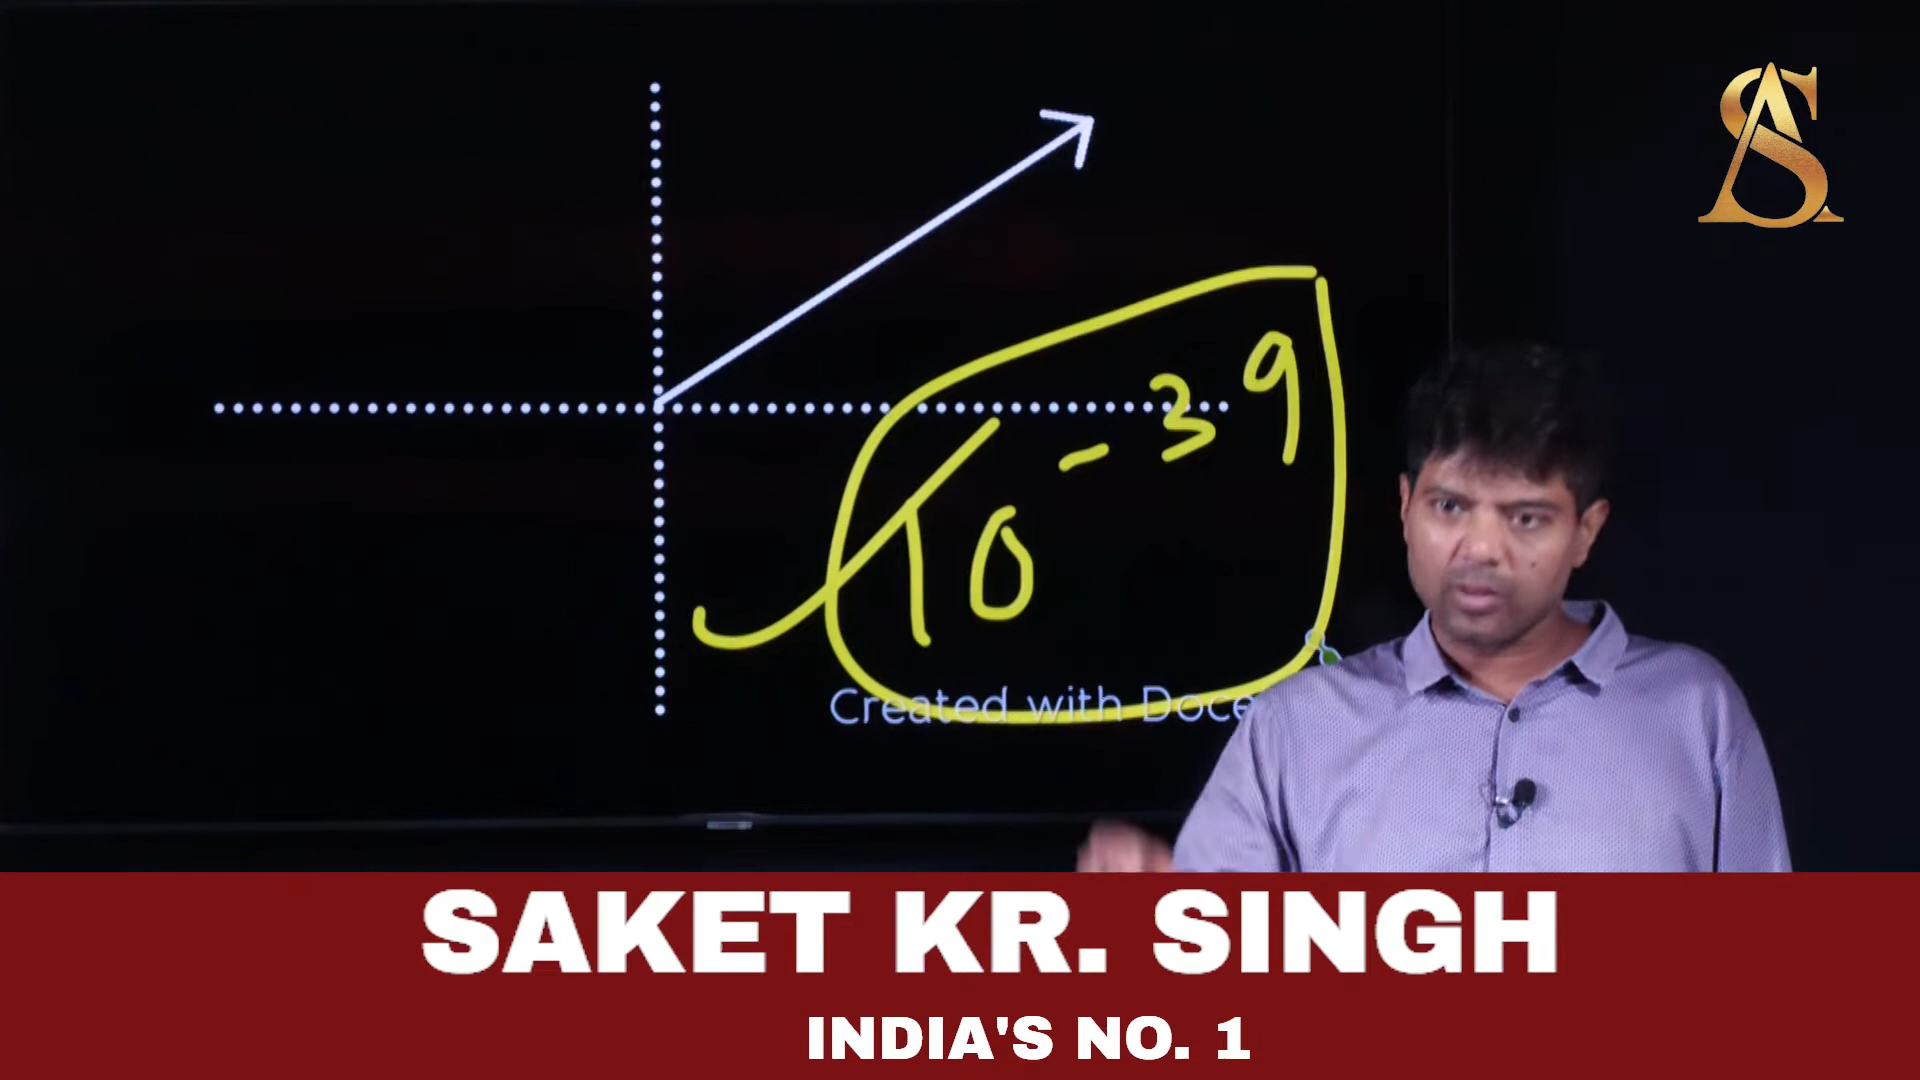 10⁻³⁹
Created with Doce
SAKET KR. SINGH
INDIA'S NO. 1